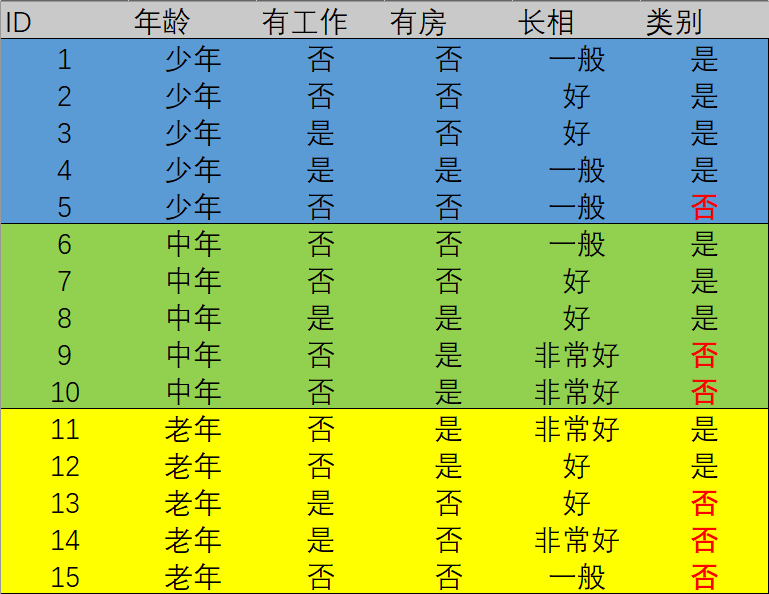 ID 年龄 有工作 有房 长相 类别
1 少年 否 否 一般 是
2 少年 否 否 好 是
3 少年 是 否 好 是
4 少年 是 是 一般 是
5 少年 否 否 一般 否
6 中年 否 否 一般 是
7 中年 否 否 好 是
8 中年 是 是 好 是
9 中年 否 是 非常好 否
10 中年 否 是 非常好 否
11 老年 否 是 非常好 是
12 老年 否 是 好 是
13 老年 是 否 好 否
14 老年 是 否 非常好 否
15 老年 否 否 一般 否